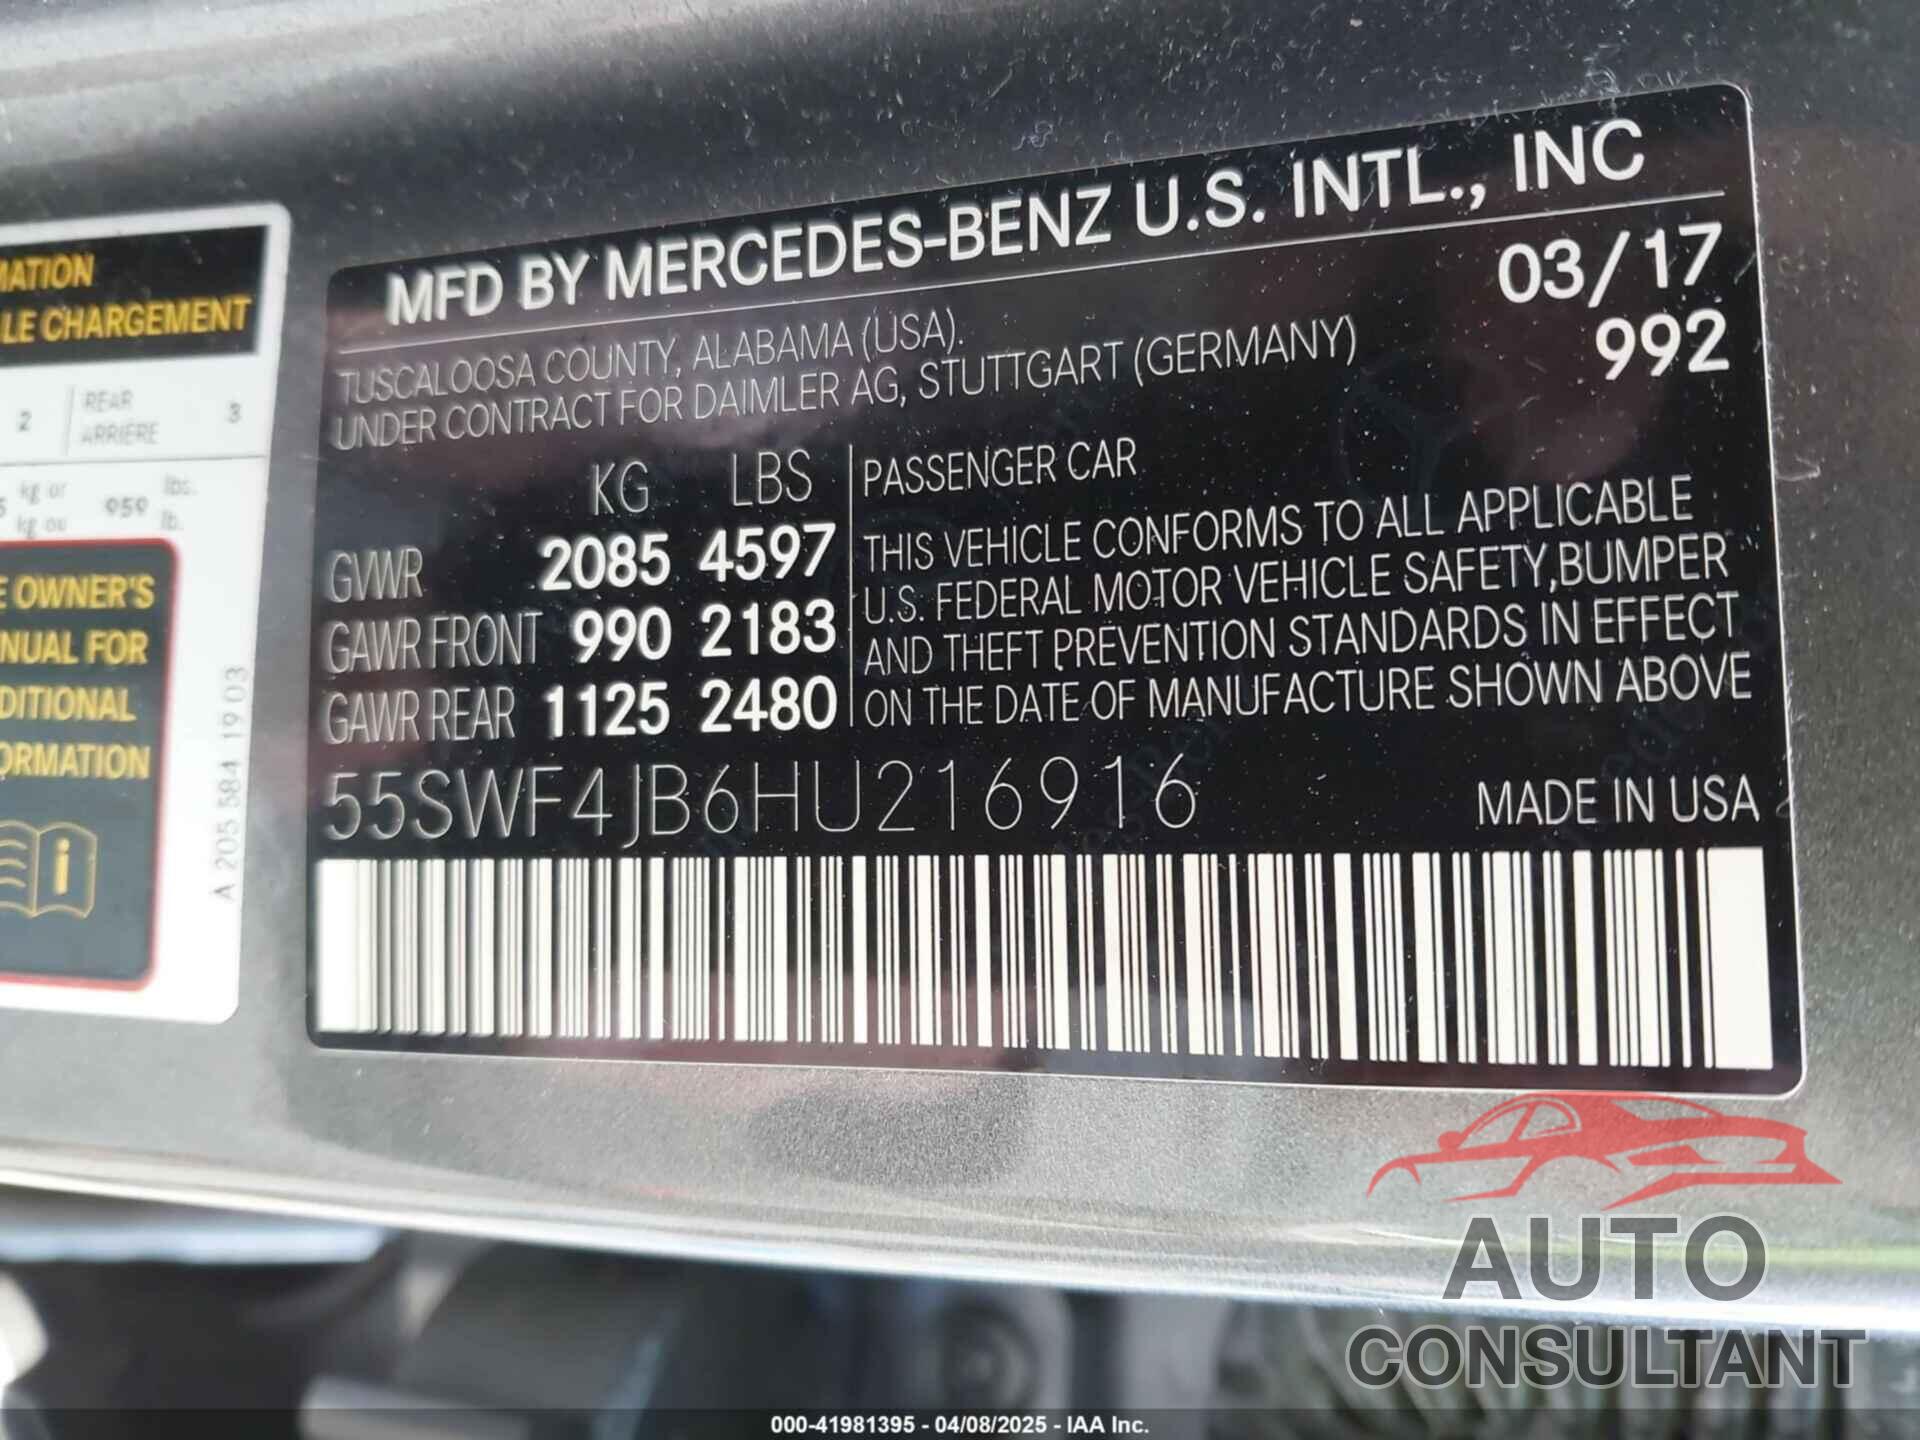 MATION
LE CHARGEMENT
2 REAR 3
ARRIÈRE
5 kg or 959 lbs.
kg ou lb.
E OWNER'S
NUAL FOR
DITIONAL
ORMATION
i
A 205 584 19 03
MFD BY MERCEDES-BENZ U.S. INTL., INC
03/17
TUSCALOOSA COUNTY, ALABAMA (USA).
992
UNDER CONTRACT FOR DAIMLER AG, STUTTGART (GERMANY)
KG LBS
GVWR 2085 4597
GAWR FRONT 990 2183
GAWR REAR 1125 2480
PASSENGER CAR
THIS VEHICLE CONFORMS TO ALL APPLICABLE
U.S. FEDERAL MOTOR VEHICLE SAFETY,BUMPER
AND THEFT PREVENTION STANDARDS IN EFFECT
ON THE DATE OF MANUFACTURE SHOWN ABOVE
55SWF4JB6HU216916
MADE IN USA
AUTO
CONSULTANT
000-41981395 - 04/08/2025 - IAA Inc.